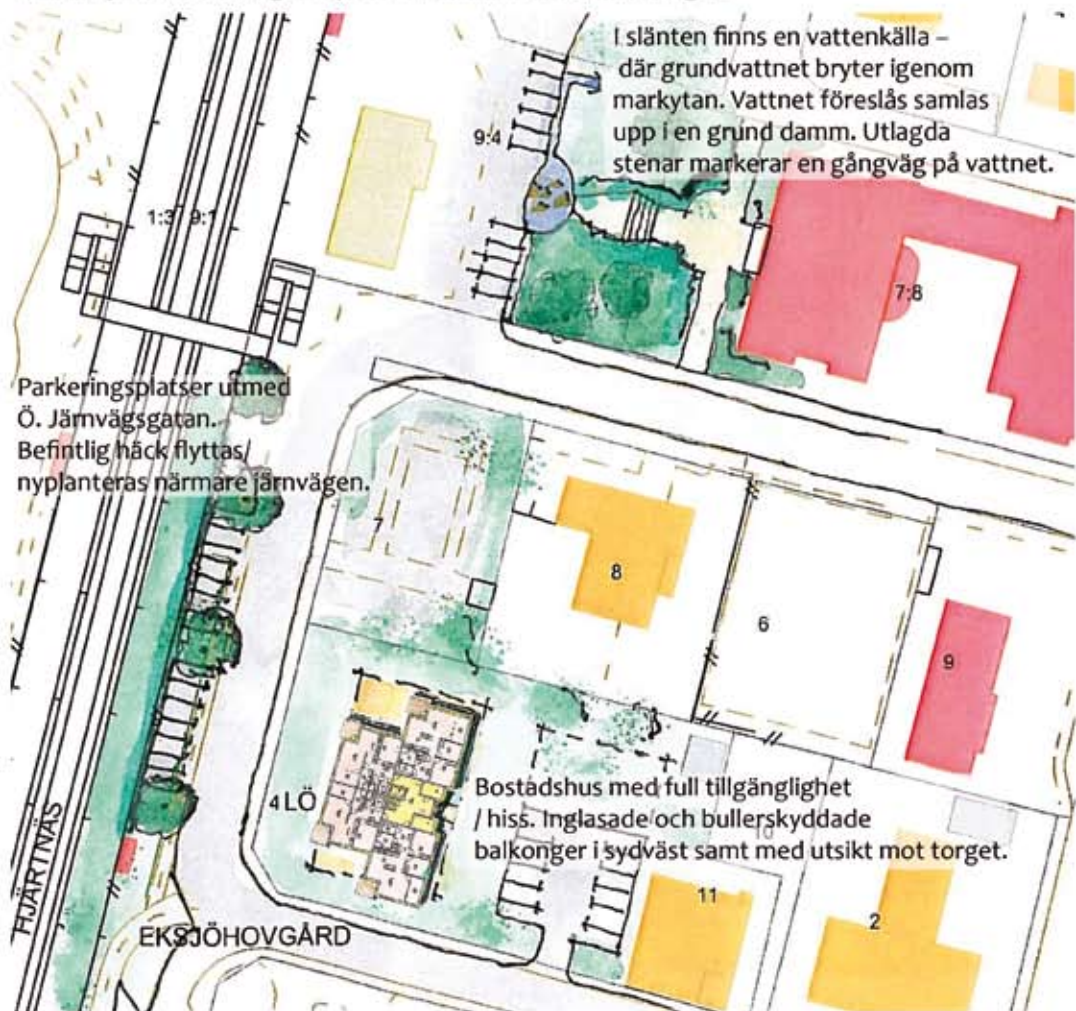 I slänten finns en vattenkälla –
där grundvattnet bryter igenom
markytan. Vattnet föreslås samlas
upp i en grund damm. Utlagda
stenar markerar en gångväg på vattnet.
9:4
1:3
9:1
7:8
Parkeringsplatser utmed
Ö. Järnvägsgatan.
Befintlig häck flyttas/
nyplanteras närmare järnvägen.
7
8
6
9
4 LÖ
Bostadshus med full tillgänglighet
/ hiss. Inglasade och bullerskyddade
balkonger i sydväst samt med utsikt mot torget.
10
11
2
HJÄRTNÄS
EKSJÖHOVGÅRD